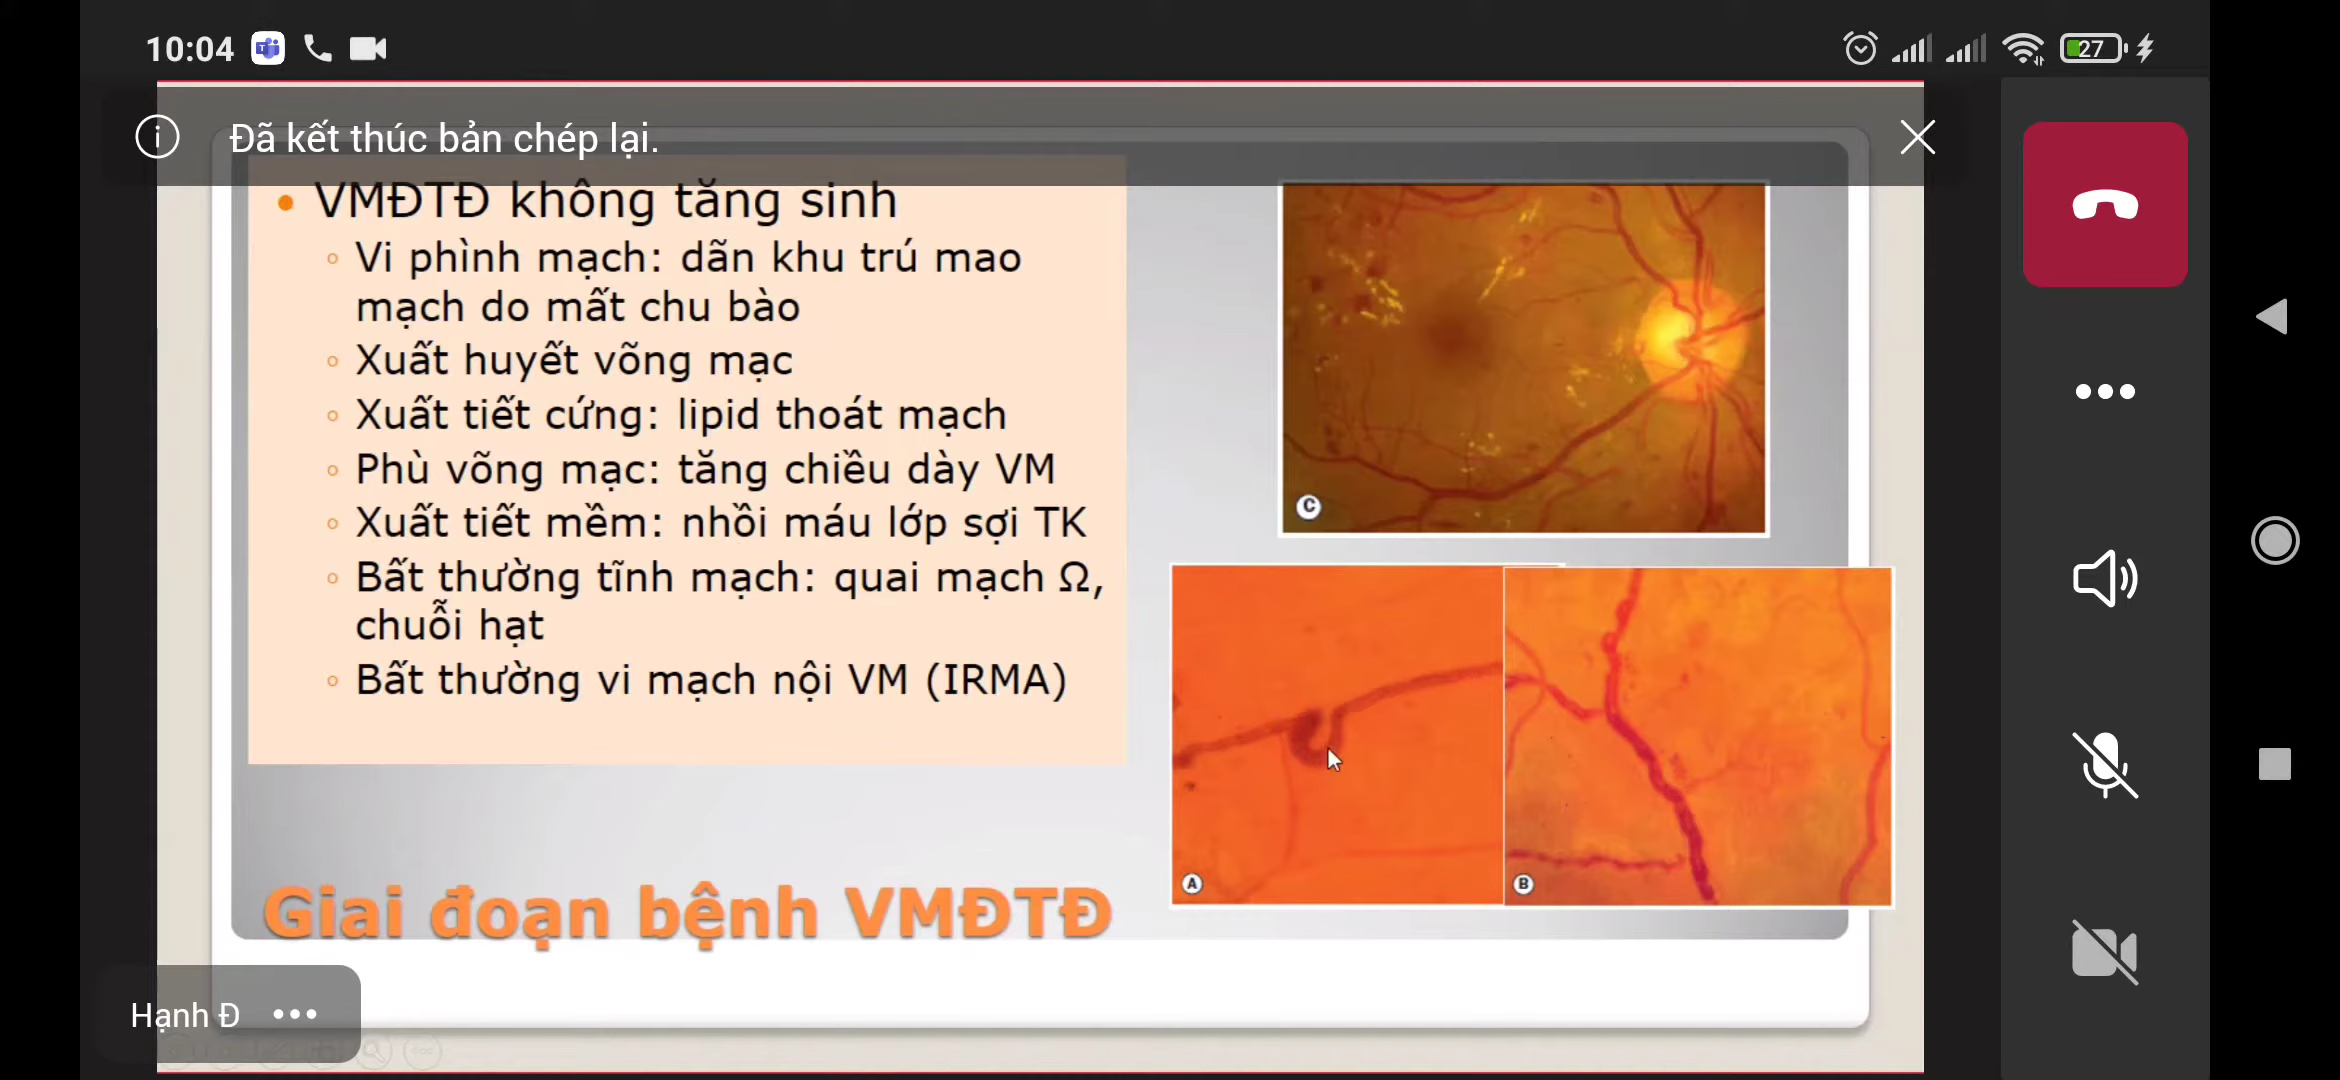 10:04
27
Đã kết thúc bản chép lại.
• VMĐTĐ không tăng sinh
◦ Vi phình mạch: dãn khu trú mao
mạch do mất chu bào
◦ Xuất huyết võng mạc
◦ Xuất tiết cứng: lipid thoát mạch
◦ Phù võng mạc: tăng chiều dày VM
◦ Xuất tiết mềm: nhồi máu lớp sợi TK
◦ Bất thường tĩnh mạch: quai mạch Ω,
chuỗi hạt
◦ Bất thường vi mạch nội VM (IRMA)
C
A
B
Giai đoạn bệnh VMĐTĐ
Hạnh Đ